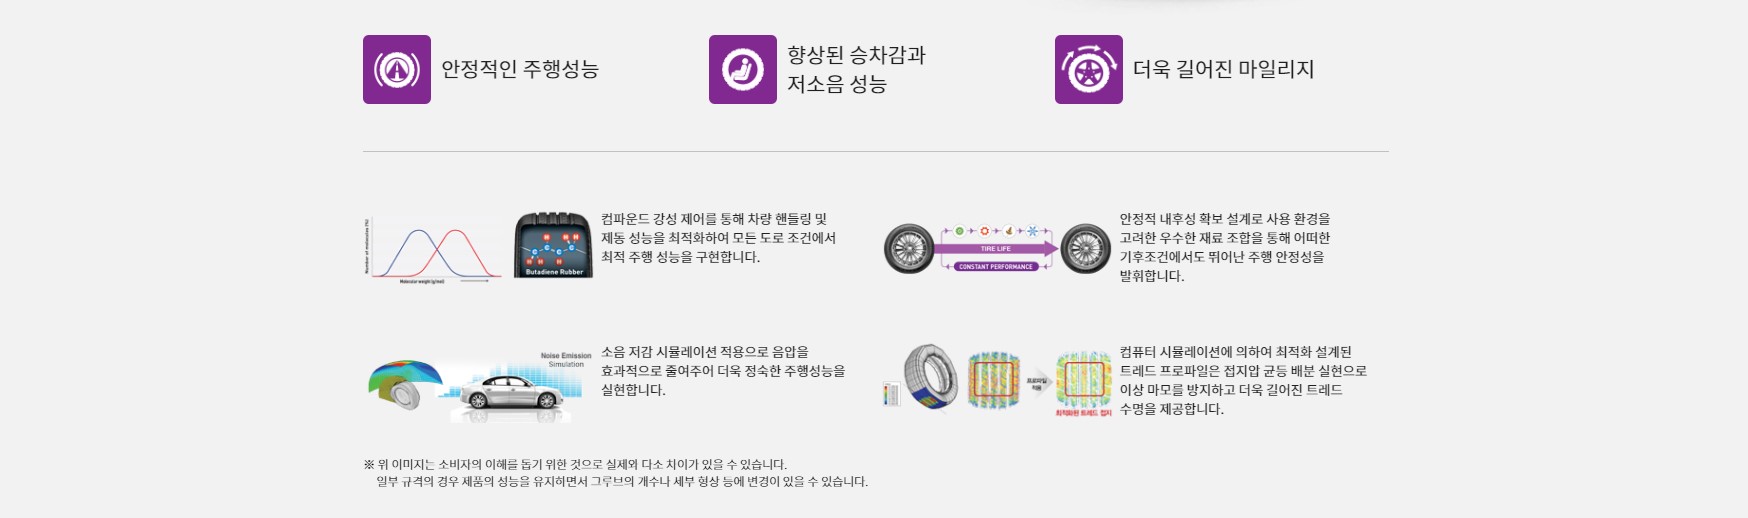 안정적인 주행성능
향상된 승차감과
저소음 성능
더욱 길어진 마일리지
Number of molecules (%)
Molecular weight (g/mol)
H
H H
C C C C
H H
H
Butadiene Rubber
컴파운드 강성 제어를 통해 차량 핸들링 및
제동 성능을 최적화하여 모든 도로 조건에서
최적 주행 성능을 구현합니다.
TIRE LIFE
CONSTANT PERFORMANCE
안정적 내후성 확보 설계로 사용 환경을
고려한 우수한 재료 조합을 통해 어떠한
기후조건에서도 뛰어난 주행 안정성을
발휘합니다.
Noise Emission
Simulation
소음 저감 시뮬레이션 적용으로 음압을
효과적으로 줄여주어 더욱 정숙한 주행성능을
실현합니다.
프로파일
적용
최적화된 트레드 접지
컴퓨터 시뮬레이션에 의하여 최적화 설계된
트레드 프로파일은 접지압 균등 배분 실현으로
이상 마모를 방지하고 더욱 길어진 트레드
수명을 제공합니다.
※ 위 이미지는 소비자의 이해를 돕기 위한 것으로 실제와 다소 차이가 있을 수 있습니다.
일부 규격의 경우 제품의 성능을 유지하면서 그루브의 개수나 세부 형상 등에 변경이 있을 수 있습니다.